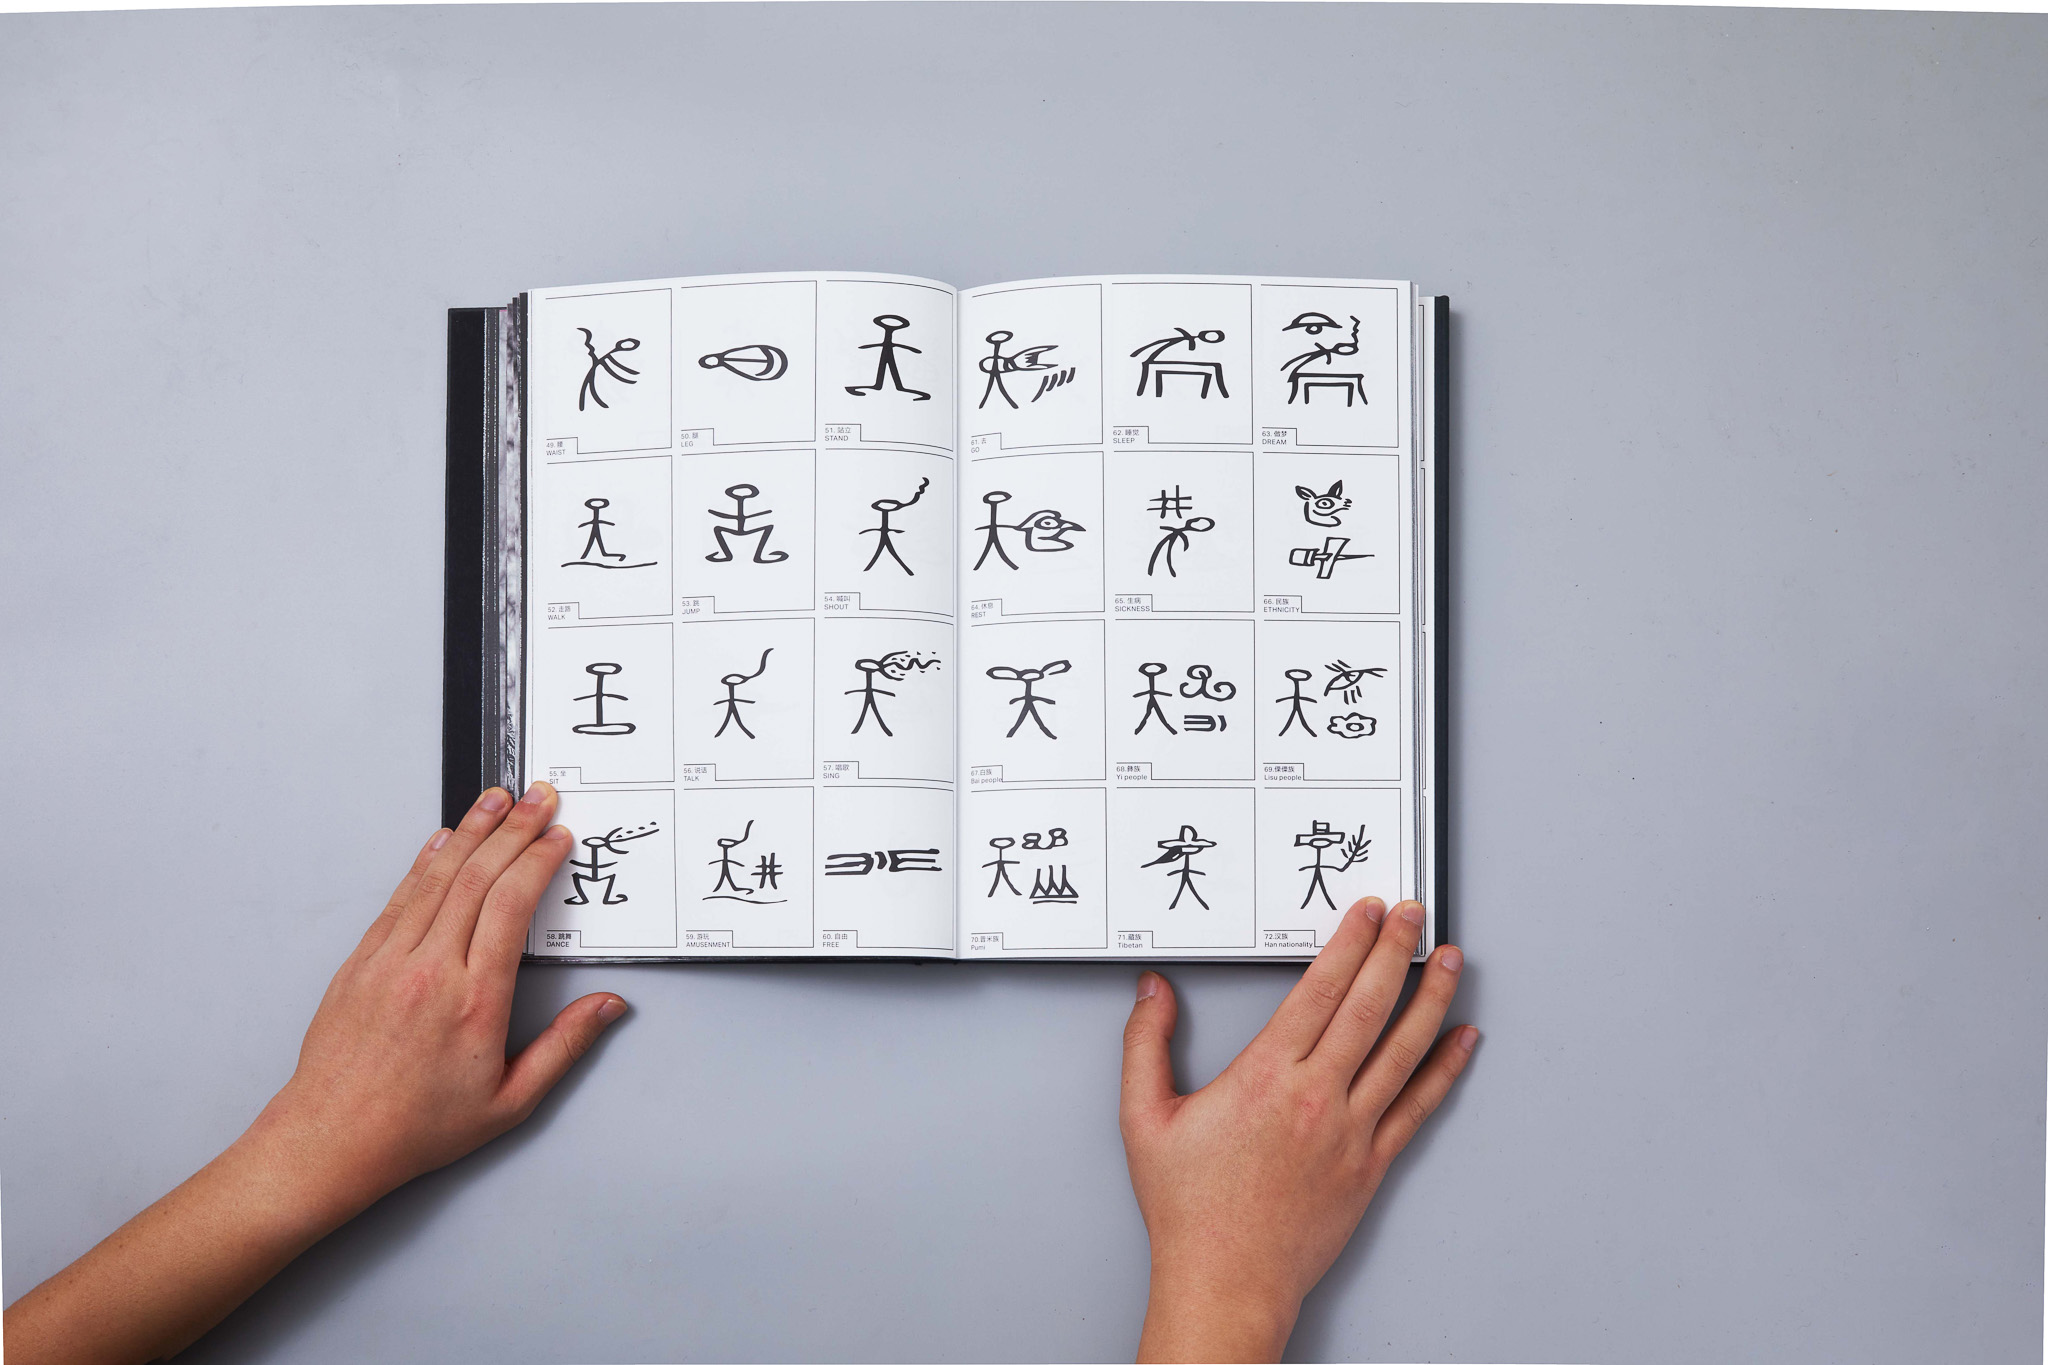 49. 腰
WAIST
50. 腿
LEG
51. 站立
STAND
52. 走路
WALK
53. 跳
JUMP
54. 喊叫
SHOUT
55. 坐
SIT
56. 说话
TALK
57. 唱歌
SING
58. 跳舞
DANCE
59. 游玩
AMUSENMENT
60. 自由
FREE
61. 去
GO
62. 睡觉
SLEEP
63. 做梦
DREAM
64. 休息
REST
65. 生病
SICKNESS
66. 民族
ETHNICITY
67.白族
Bai people
68.彝族
Yi people
69.傈僳族
Lisu people
70.普米族
Pumi
71.藏族
Tibetan
72.汉族
Han nationality